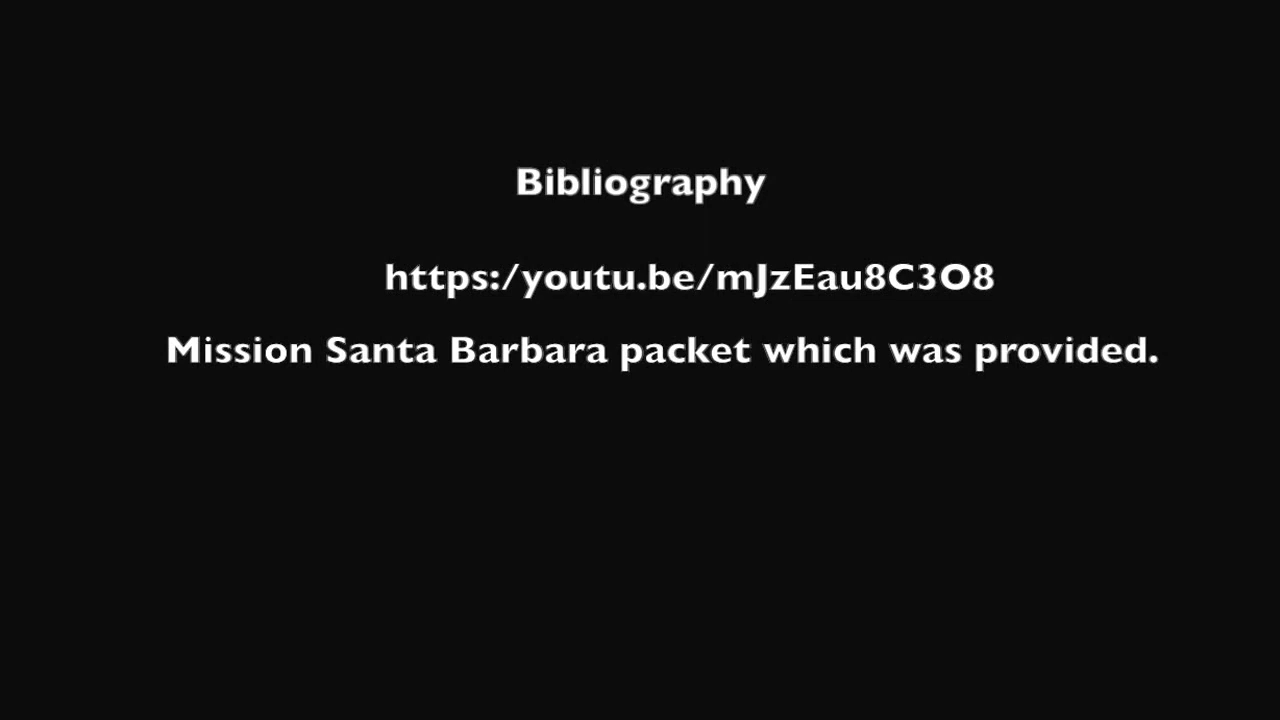 Bibliography
https:/youtu.be/mJzEau8C3O8
Mission Santa Barbara packet which was provided.